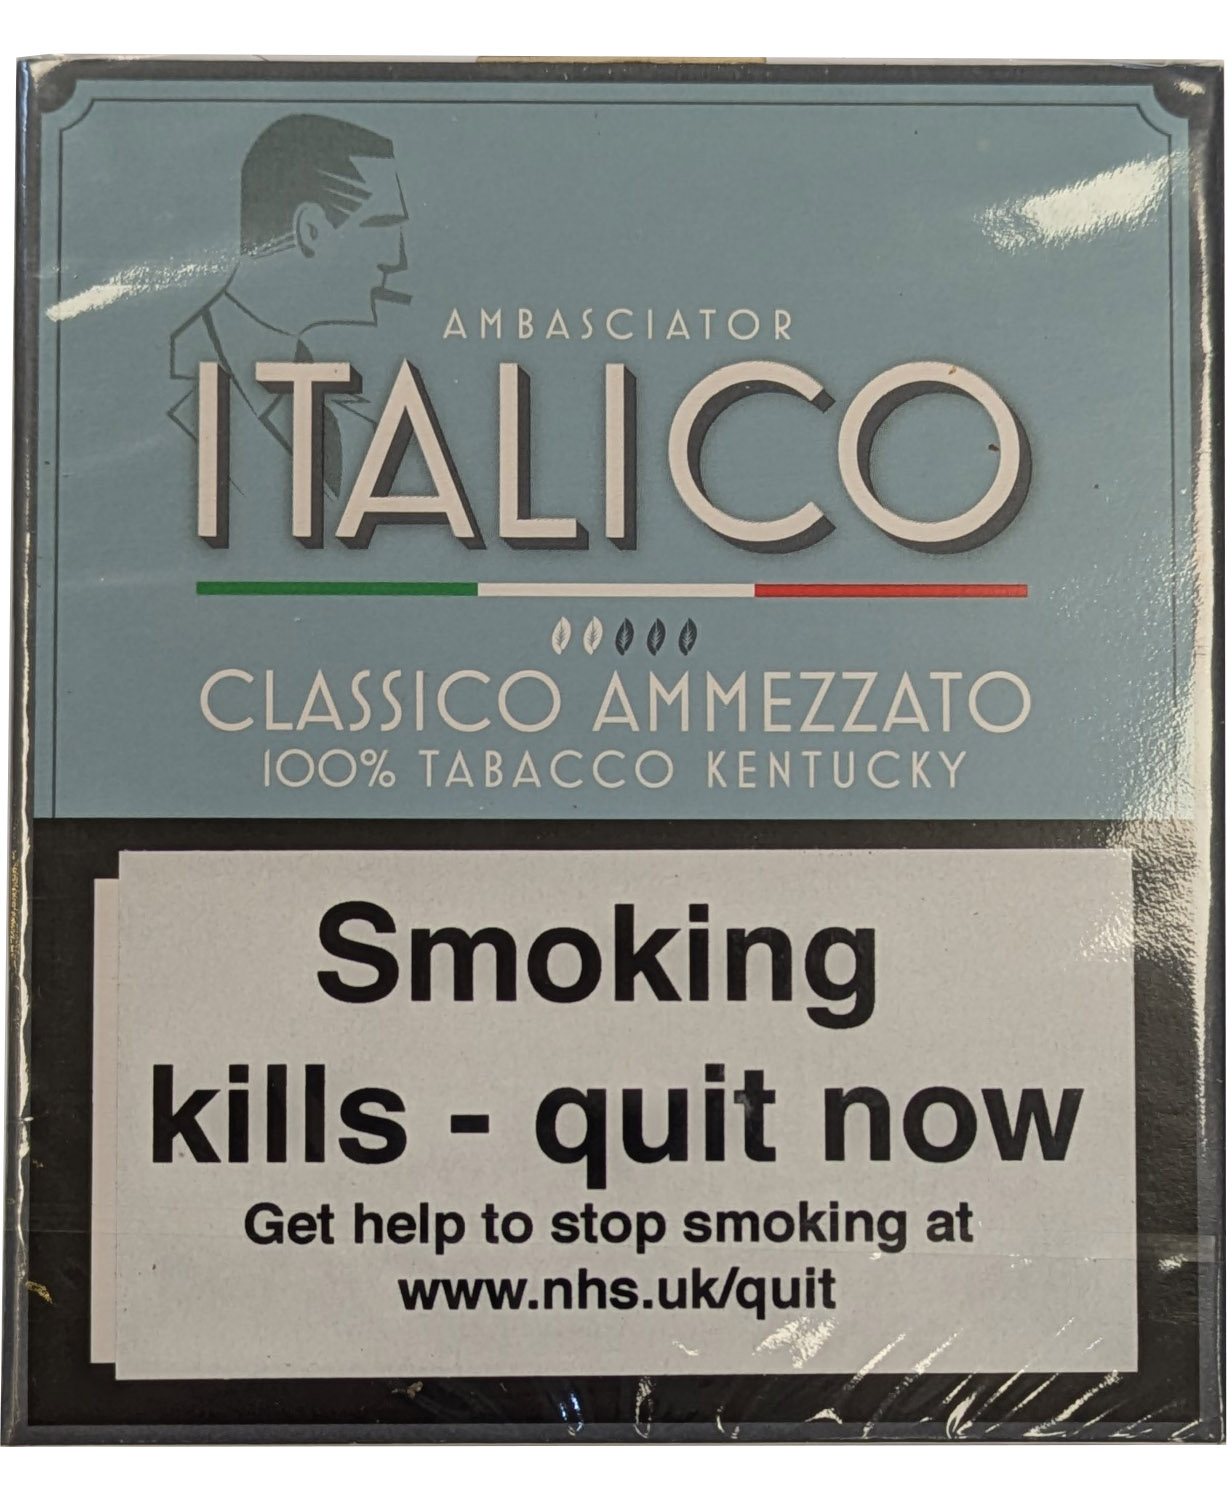 AMBASCIATOR
ITALICO
CLASSICO AMMEZZATO
100% TABACCO KENTUCKY
Smoking
kills - quit now
Get help to stop smoking at
www.nhs.uk/quit